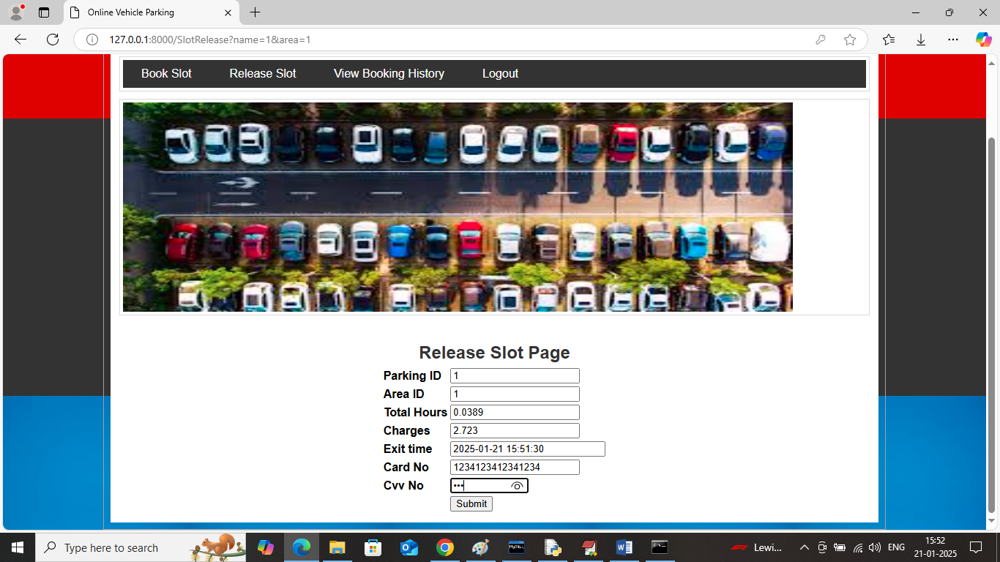 Online Vehicle Parking
127.0.0.1:8000/SlotRelease?name=1&area=1
Book Slot Release Slot View Booking History Logout
Release Slot Page
Parking ID 1
Area ID 1
Total Hours 0.0389
Charges 2.723
Exit time 2025-01-21 15:51:30
Card No 1234123412341234
Cvv No •••
Submit
Type here to search
Lewi...
ENG
15:52
21-01-2025